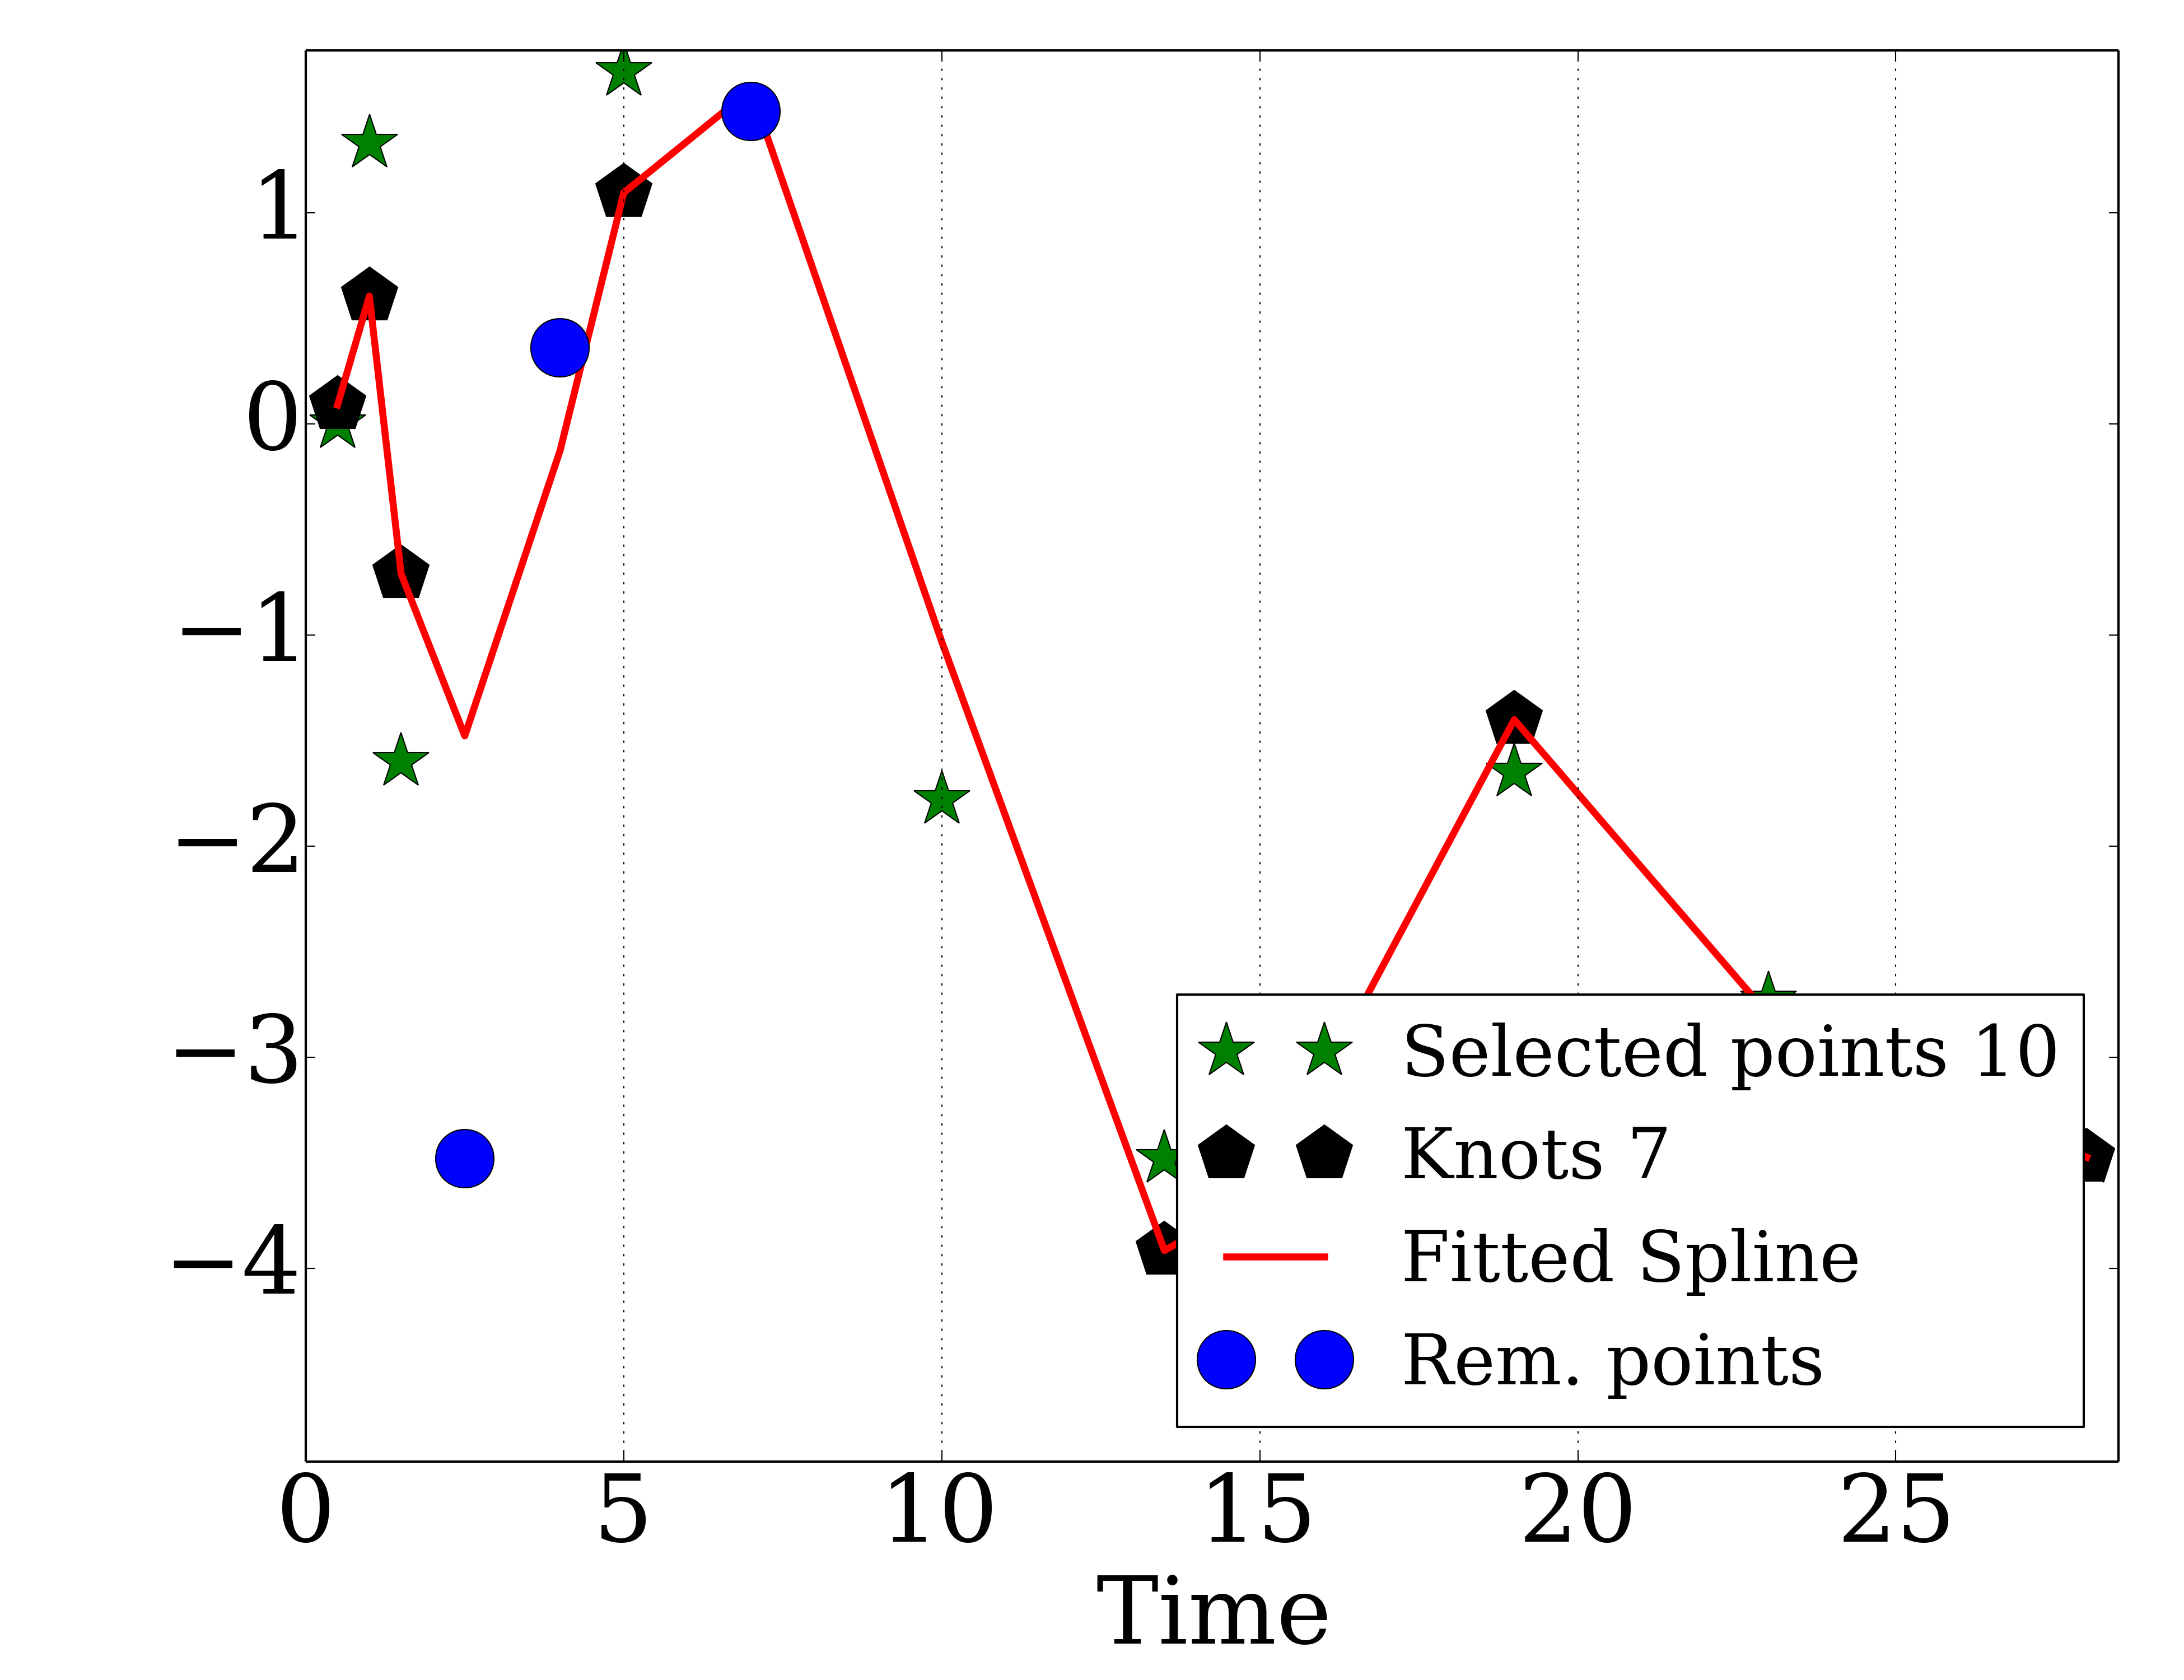 1
0
−1
−2
−3
−4
Selected points 10
Knots 7
Fitted Spline
Rem. points
0 5 10 15 20 25
Time